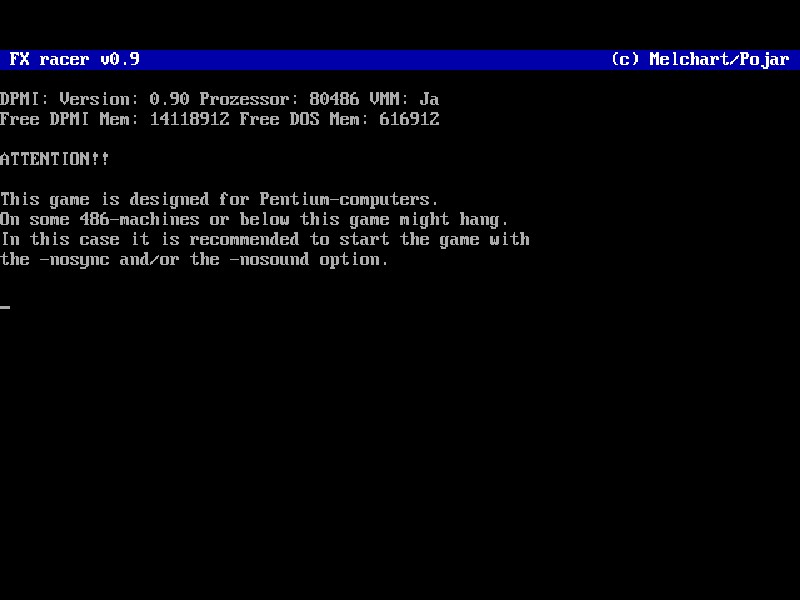 FX racer v0.9 (c) Melchart/Pojar
DPMI: Version: 0.90 Prozessor: 80486 VMM: Ja
Free DPMI Mem: 14118912 Free DOS Mem: 616912
ATTENTION!!
This game is designed for Pentium-computers.
On some 486-machines or below this game might hang.
In this case it is recommended to start the game with
the -nosync and/or the -nosound option.